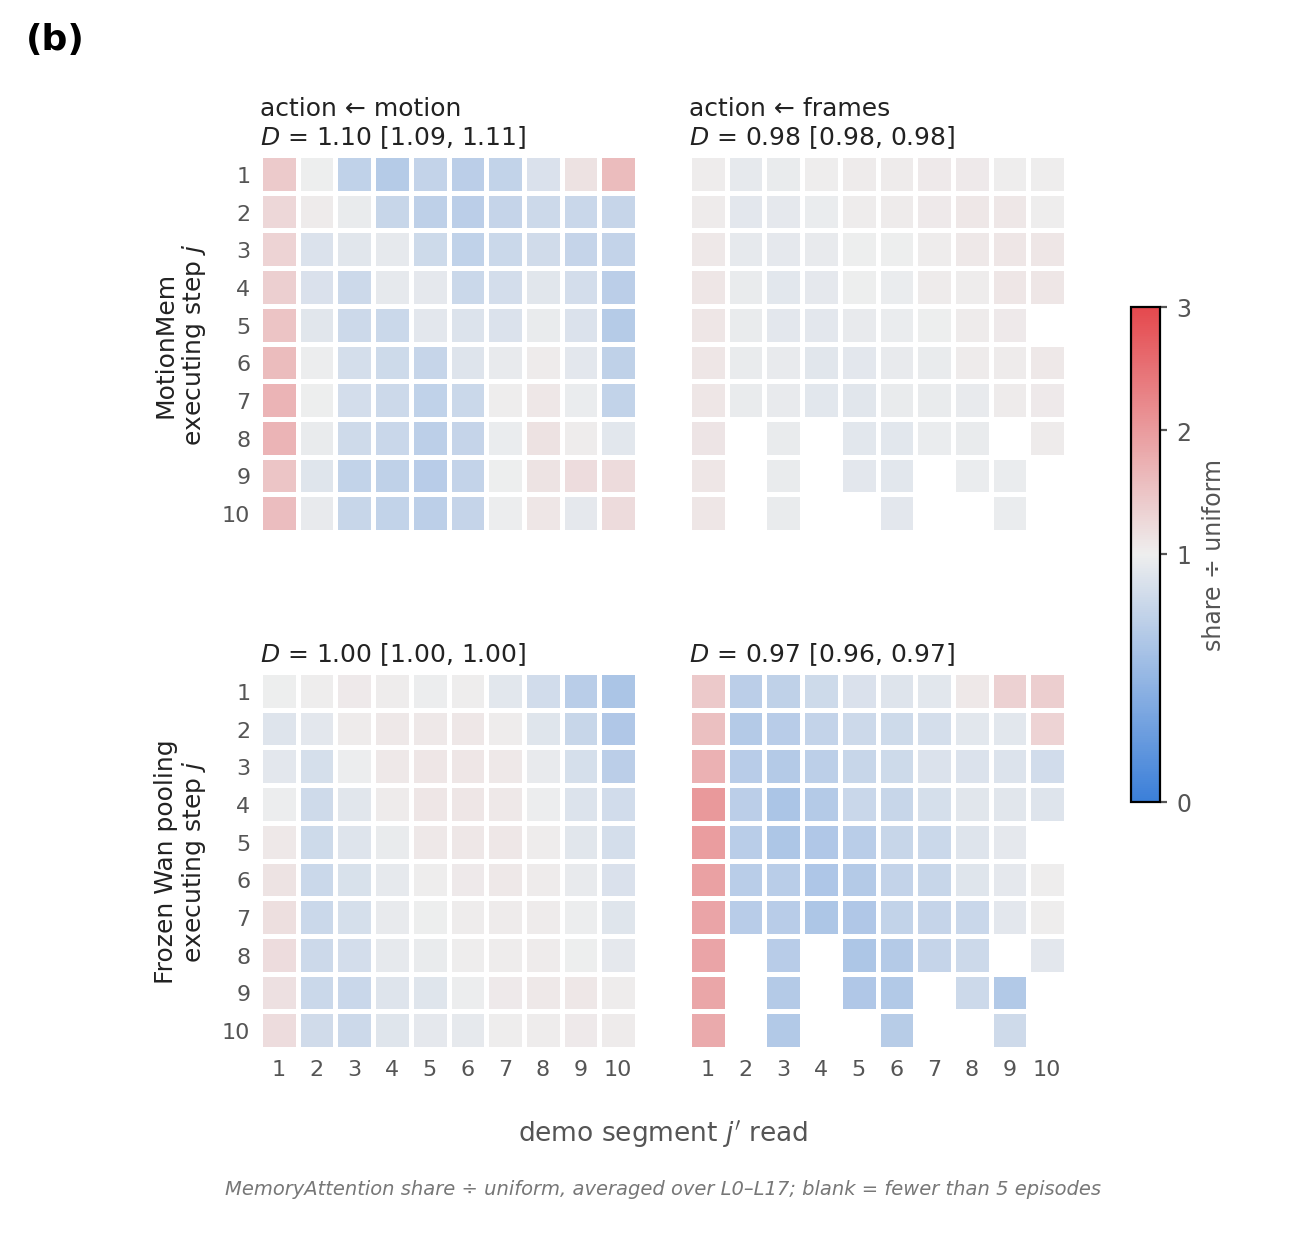 (b)
action ← motion
D = 1.10 [1.09, 1.11]
action ← frames
D = 0.98 [0.98, 0.98]
MotionMem
executing step j
1
2
3
4
5
6
7
8
9
10
D = 1.00 [1.00, 1.00]
D = 0.97 [0.96, 0.97]
Frozen Wan pooling
executing step j
1
2
3
4
5
6
7
8
9
10
1 2 3 4 5 6 7 8 9 10
1 2 3 4 5 6 7 8 9 10
demo segment j′ read
3
2
1
0
share ÷ uniform
MemoryAttention share ÷ uniform, averaged over L0–L17; blank = fewer than 5 episodes